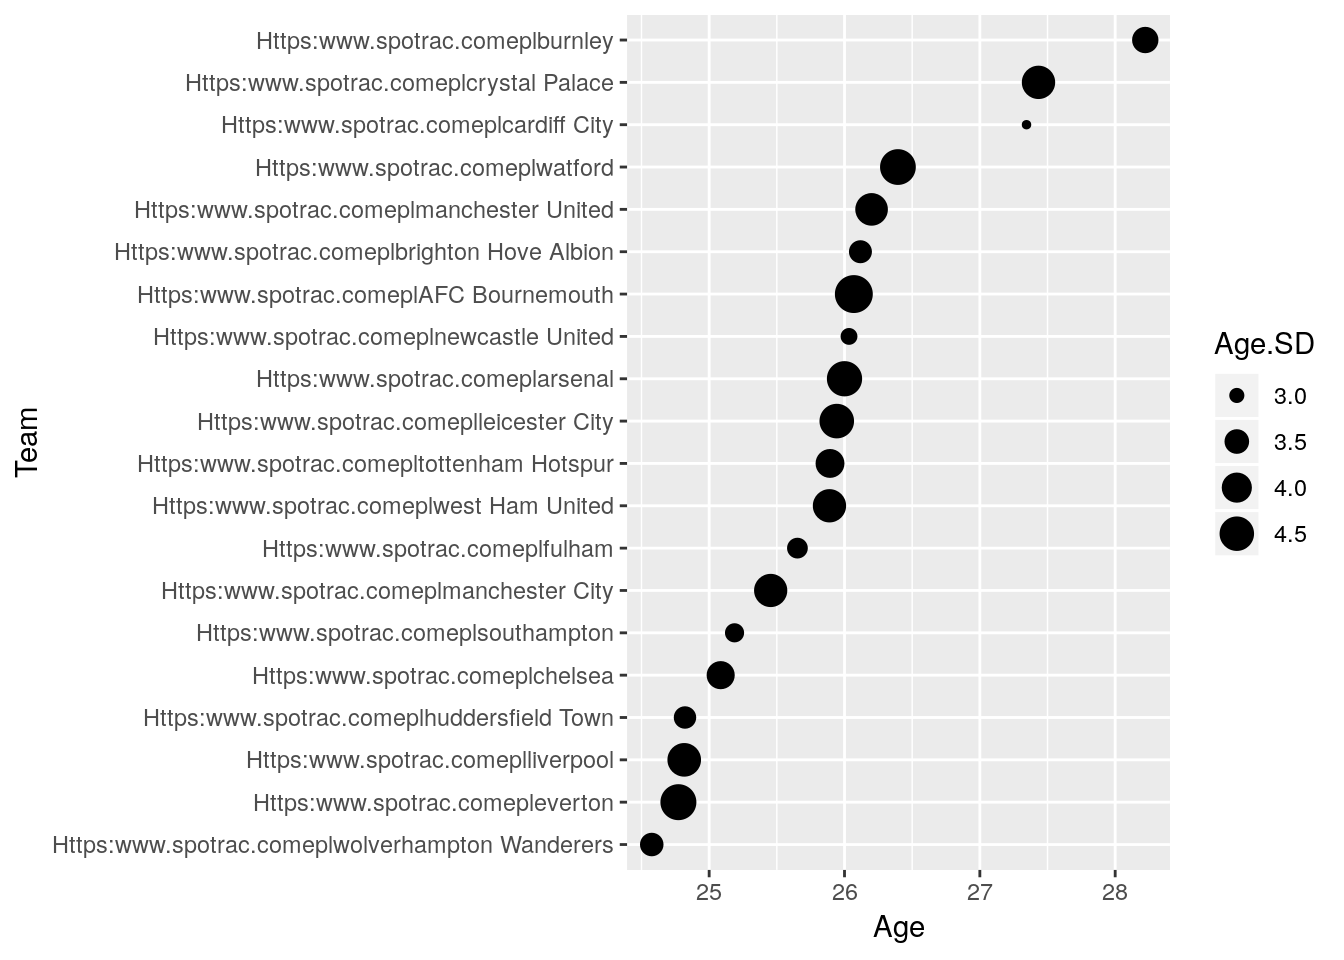 Https:www.spotrac.comeplburnley
Https:www.spotrac.comeplcrystal Palace
Https:www.spotrac.comeplcardiff City
Https:www.spotrac.comeplwatford
Https:www.spotrac.comeplmanchester United
Https:www.spotrac.comeplbrighton Hove Albion
Https:www.spotrac.comeplAFC Bournemouth
Https:www.spotrac.comeplnewcastle United
Https:www.spotrac.comeplarsenal
Https:www.spotrac.comeplleicester City
Https:www.spotrac.comepltottenham Hotspur
Https:www.spotrac.comeplwest Ham United
Https:www.spotrac.comeplfulham
Https:www.spotrac.comeplmanchester City
Https:www.spotrac.comeplsouthampton
Https:www.spotrac.comeplchelsea
Https:www.spotrac.comeplhuddersfield Town
Https:www.spotrac.comeplliverpool
Https:www.spotrac.comepleverton
Https:www.spotrac.comeplwolverhampton Wanderers
Team
25 26 27 28
Age
Age.SD
3.0
3.5
4.0
4.5